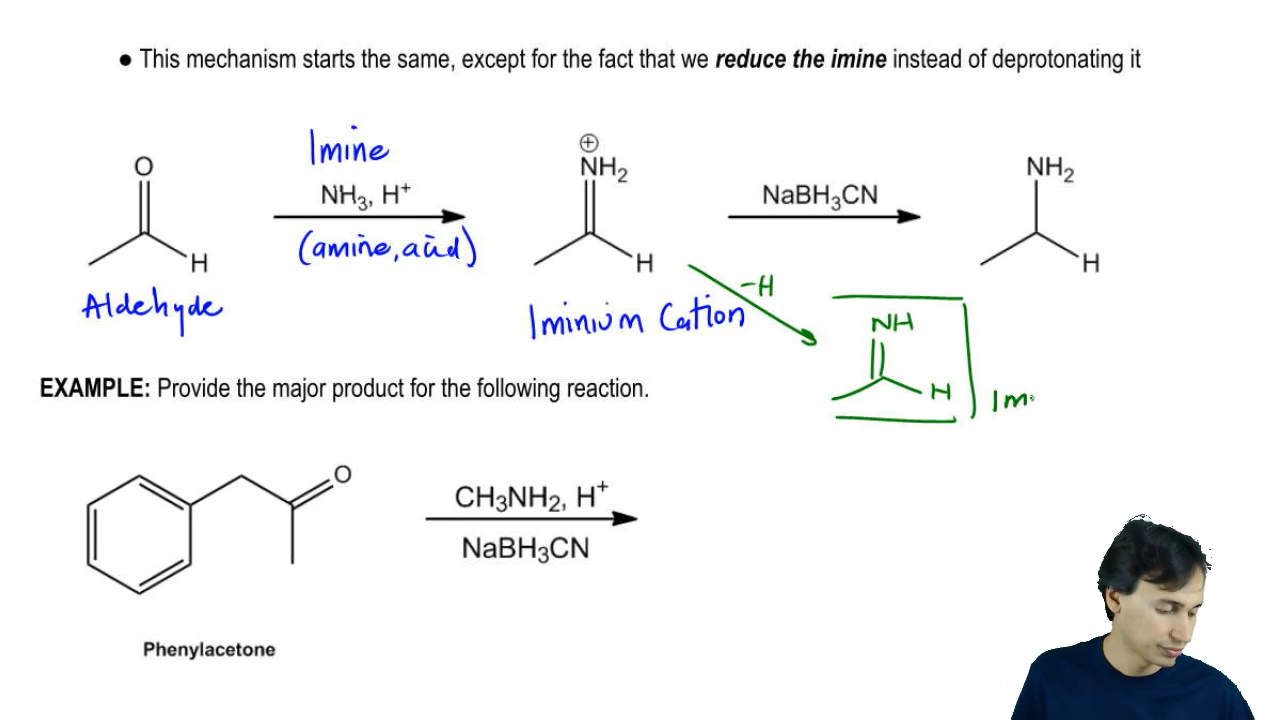 ● This mechanism starts the same, except for the fact that we reduce the imine instead of deprotonating it
Imine
O
NH₃, H⁺
(amine, acid)
H
Aldehyde
⊕
NH₂
H
Iminium Cation
NaBH₃CN
NH₂
H
-H
NH
H
Im
EXAMPLE: Provide the major product for the following reaction.
O
CH₃NH₂, H⁺
NaBH₃CN
Phenylacetone